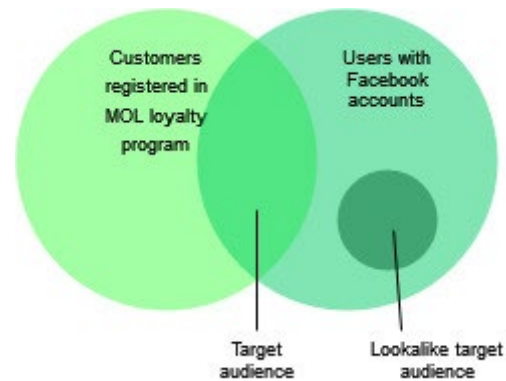 Customers
registered in
MOL loyalty
program
Users with
Facebook
accounts
Target
audience
Lookalike target
audience